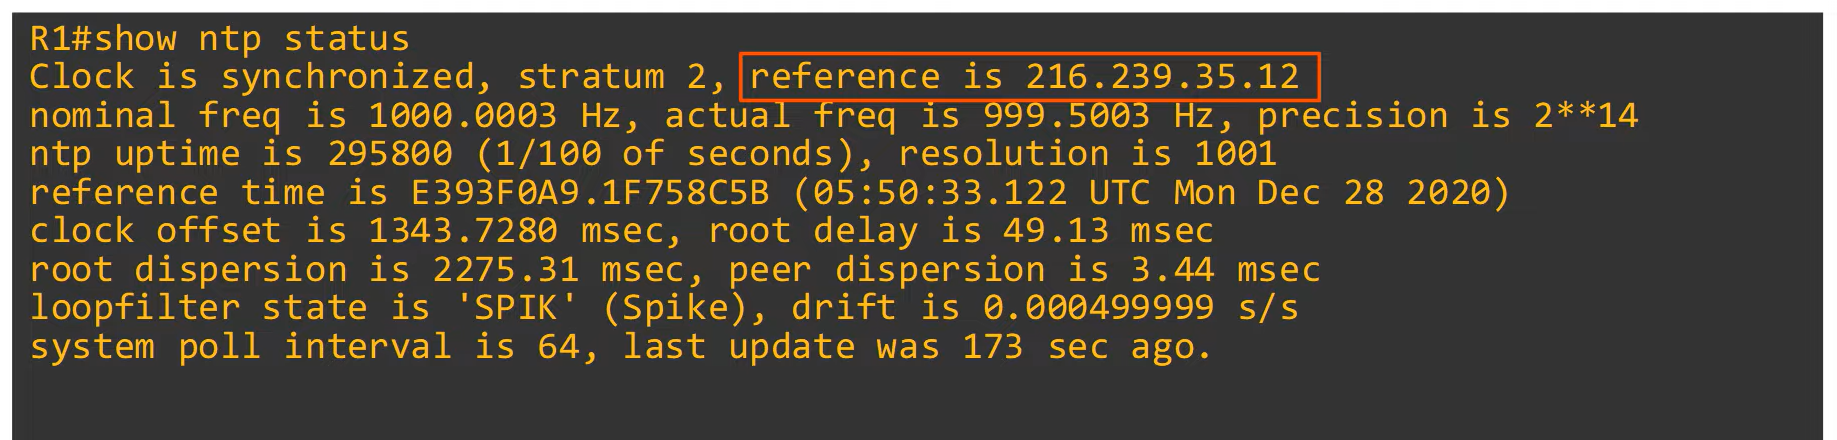 R1#show ntp status
Clock is synchronized, stratum 2, reference is 216.239.35.12
nominal freq is 1000.0003 Hz, actual freq is 999.5003 Hz, precision is 2**14
ntp uptime is 295800 (1/100 of seconds), resolution is 1001
reference time is E393F0A9.1F758C5B (05:50:33.122 UTC Mon Dec 28 2020)
clock offset is 1343.7280 msec, root delay is 49.13 msec
root dispersion is 2275.31 msec, peer dispersion is 3.44 msec
loopfilter state is 'SPIK' (Spike), drift is 0.000499999 s/s
system poll interval is 64, last update was 173 sec ago.